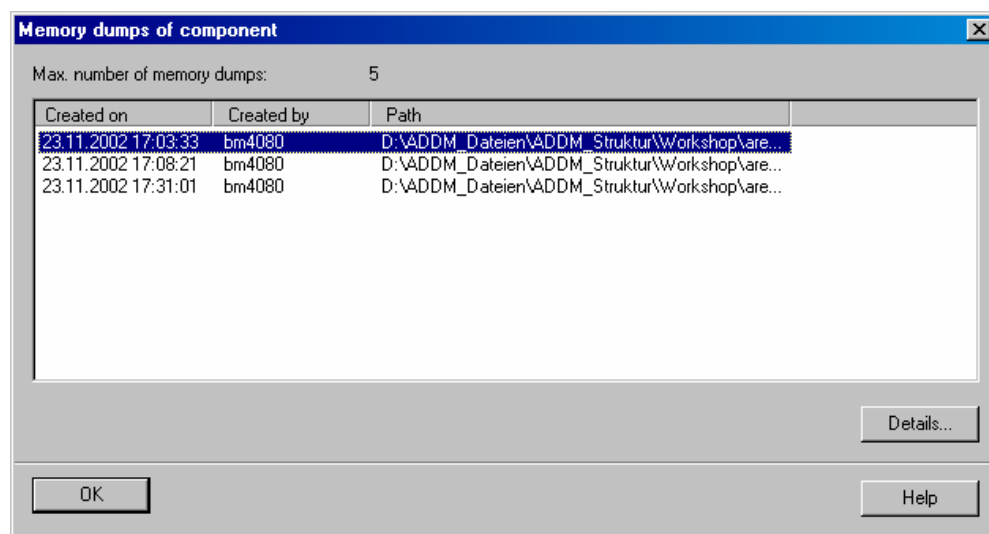 Memory dumps of component
Max. number of memory dumps: 5
Created on Created by Path
23.11.2002 17:03:33 bm4080 D:\ADDM_Dateien\ADDM_Struktur\Workshop\are...
23.11.2002 17:08:21 bm4080 D:\ADDM_Dateien\ADDM_Struktur\Workshop\are...
23.11.2002 17:31:01 bm4080 D:\ADDM_Dateien\ADDM_Struktur\Workshop\are...
Details...
OK Help